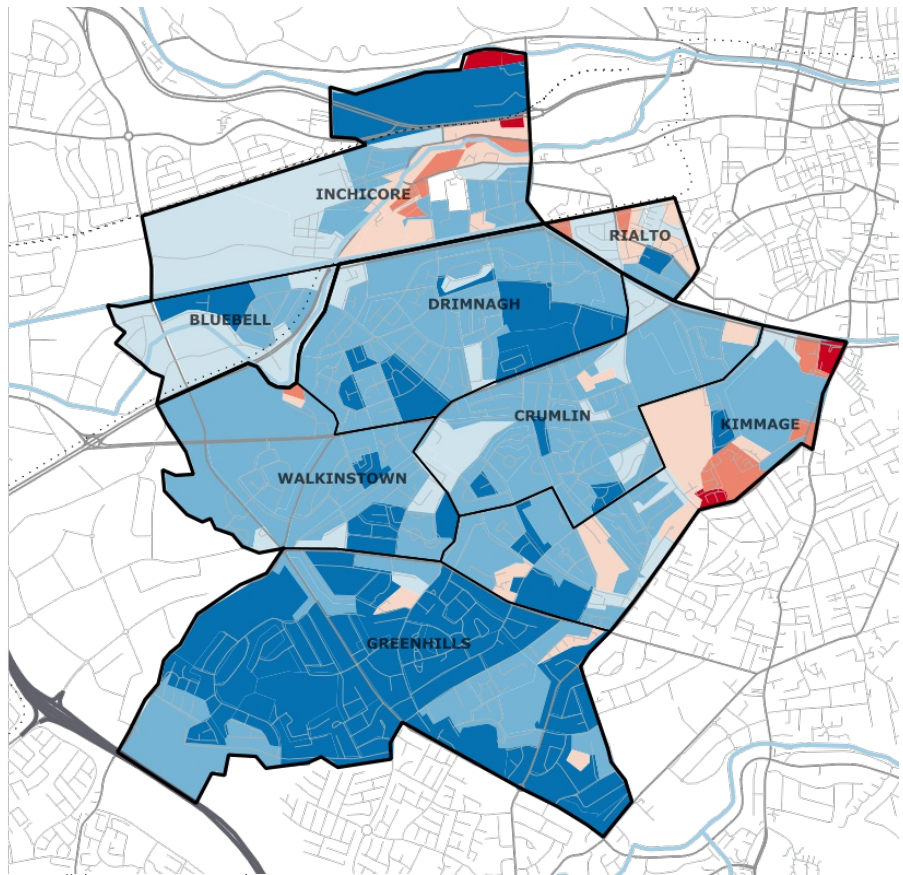 INCHICORE
RIALTO
DRIMNAGH
BLUEBELL
CRUMLIN
KIMMAGE
WALKINSTOWN
GREENHILLS